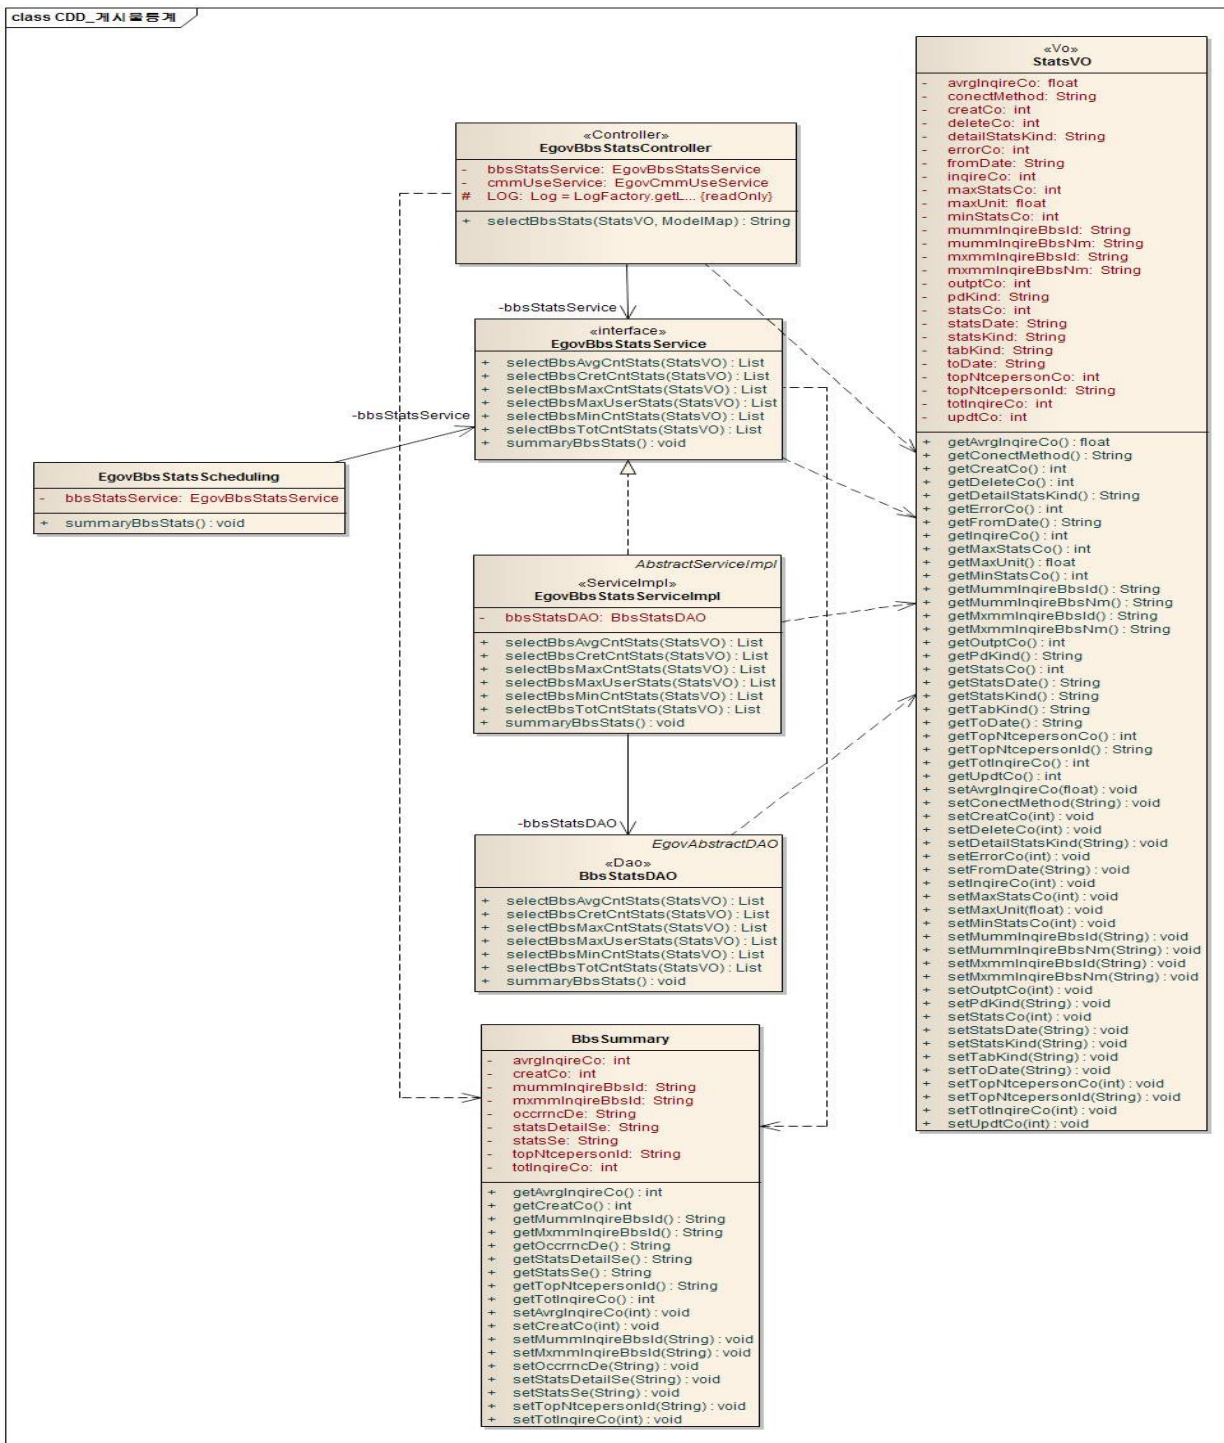 class CDD_게시물통계
«Controller»
EgovBbsStatsController
- bbsStatsService: EgovBbsStatsService
- cmmUseService: EgovCmmUseService
# LOG: Log = LogFactory.getL... {readOnly}
+ selectBbsStats(StatsVO, ModelMap) : String
-bbsStatsService
«interface»
EgovBbsStatsService
+ selectBbsAvgCntStats(StatsVO) : List
+ selectBbsCretCntStats(StatsVO) : List
+ selectBbsMaxCntStats(StatsVO) : List
+ selectBbsMaxUserStats(StatsVO) : List
+ selectBbsMinCntStats(StatsVO) : List
+ selectBbsTotCntStats(StatsVO) : List
+ summaryBbsStats() : void
-bbsStatsService
EgovBbsStatsScheduling
- bbsStatsService: EgovBbsStatsService
+ summaryBbsStats() : void
AbstractServiceImpl
«ServiceImpl»
EgovBbsStatsServiceImpl
- bbsStatsDAO: BbsStatsDAO
+ selectBbsAvgCntStats(StatsVO) : List
+ selectBbsCretCntStats(StatsVO) : List
+ selectBbsMaxCntStats(StatsVO) : List
+ selectBbsMaxUserStats(StatsVO) : List
+ selectBbsMinCntStats(StatsVO) : List
+ selectBbsTotCntStats(StatsVO) : List
+ summaryBbsStats() : void
-bbsStatsDAO
EgovAbstractDAO
«Dao»
BbsStatsDAO
+ selectBbsAvgCntStats(StatsVO) : List
+ selectBbsCretCntStats(StatsVO) : List
+ selectBbsMaxCntStats(StatsVO) : List
+ selectBbsMaxUserStats(StatsVO) : List
+ selectBbsMinCntStats(StatsVO) : List
+ selectBbsTotCntStats(StatsVO) : List
+ summaryBbsStats() : void
BbsSummary
- avrgInqireCo: int
- creatCo: int
- mummInqireBbsId: String
- mxmmInqireBbsId: String
- occrrncDe: String
- statsDetailSe: String
- statsSe: String
- topNtcepersonId: String
- totInqireCo: int
+ getAvrgInqireCo() : int
+ getCreatCo() : int
+ getMummInqireBbsId() : String
+ getMxmmInqireBbsId() : String
+ getOccrrncDe() : String
+ getStatsDetailSe() : String
+ getStatsSe() : String
+ getTopNtcepersonId() : String
+ getTotInqireCo() : int
+ setAvrgInqireCo(int) : void
+ setCreatCo(int) : void
+ setMummInqireBbsId(String) : void
+ setMxmmInqireBbsId(String) : void
+ setOccrrncDe(String) : void
+ setStatsDetailSe(String) : void
+ setStatsSe(String) : void
+ setTopNtcepersonId(String) : void
+ setTotInqireCo(int) : void
«Vo»
StatsVO
- avrgInqireCo: float
- conectMethod: String
- creatCo: int
- deleteCo: int
- detailStatsKind: String
- errorCo: int
- fromDate: String
- inqireCo: int
- maxStatsCo: int
- maxUnit: float
- minStatsCo: int
- mummInqireBbsId: String
- mummInqireBbsNm: String
- mxmmInqireBbsId: String
- mxmmInqireBbsNm: String
- outptCo: int
- pdKind: String
- statsCo: int
- statsDate: String
- statsKind: String
- tabKind: String
- toDate: String
- topNtcepersonCo: int
- topNtcepersonId: String
- totInqireCo: int
- updtCo: int
+ getAvrgInqireCo() : float
+ getConectMethod() : String
+ getCreatCo() : int
+ getDeleteCo() : int
+ getDetailStatsKind() : String
+ getErrorCo() : int
+ getFromDate() : String
+ getInqireCo() : int
+ getMaxStatsCo() : int
+ getMaxUnit() : float
+ getMinStatsCo() : int
+ getMummInqireBbsId() : String
+ getMummInqireBbsNm() : String
+ getMxmmInqireBbsId() : String
+ getMxmmInqireBbsNm() : String
+ getOutptCo() : int
+ getPdKind() : String
+ getStatsCo() : int
+ getStatsDate() : String
+ getStatsKind() : String
+ getTabKind() : String
+ getToDate() : String
+ getTopNtcepersonCo() : int
+ getTopNtcepersonId() : String
+ getTotInqireCo() : int
+ getUpdtCo() : int
+ setAvrgInqireCo(float) : void
+ setConectMethod(String) : void
+ setCreatCo(int) : void
+ setDeleteCo(int) : void
+ setDetailStatsKind(String) : void
+ setErrorCo(int) : void
+ setFromDate(String) : void
+ setInqireCo(int) : void
+ setMaxStatsCo(int) : void
+ setMaxUnit(float) : void
+ setMinStatsCo(int) : void
+ setMummInqireBbsId(String) : void
+ setMummInqireBbsNm(String) : void
+ setMxmmInqireBbsId(String) : void
+ setMxmmInqireBbsNm(String) : void
+ setOutptCo(int) : void
+ setPdKind(String) : void
+ setStatsCo(int) : void
+ setStatsDate(String) : void
+ setStatsKind(String) : void
+ setTabKind(String) : void
+ setToDate(String) : void
+ setTopNtcepersonCo(int) : void
+ setTopNtcepersonId(String) : void
+ setTotInqireCo(int) : void
+ setUpdtCo(int) : void